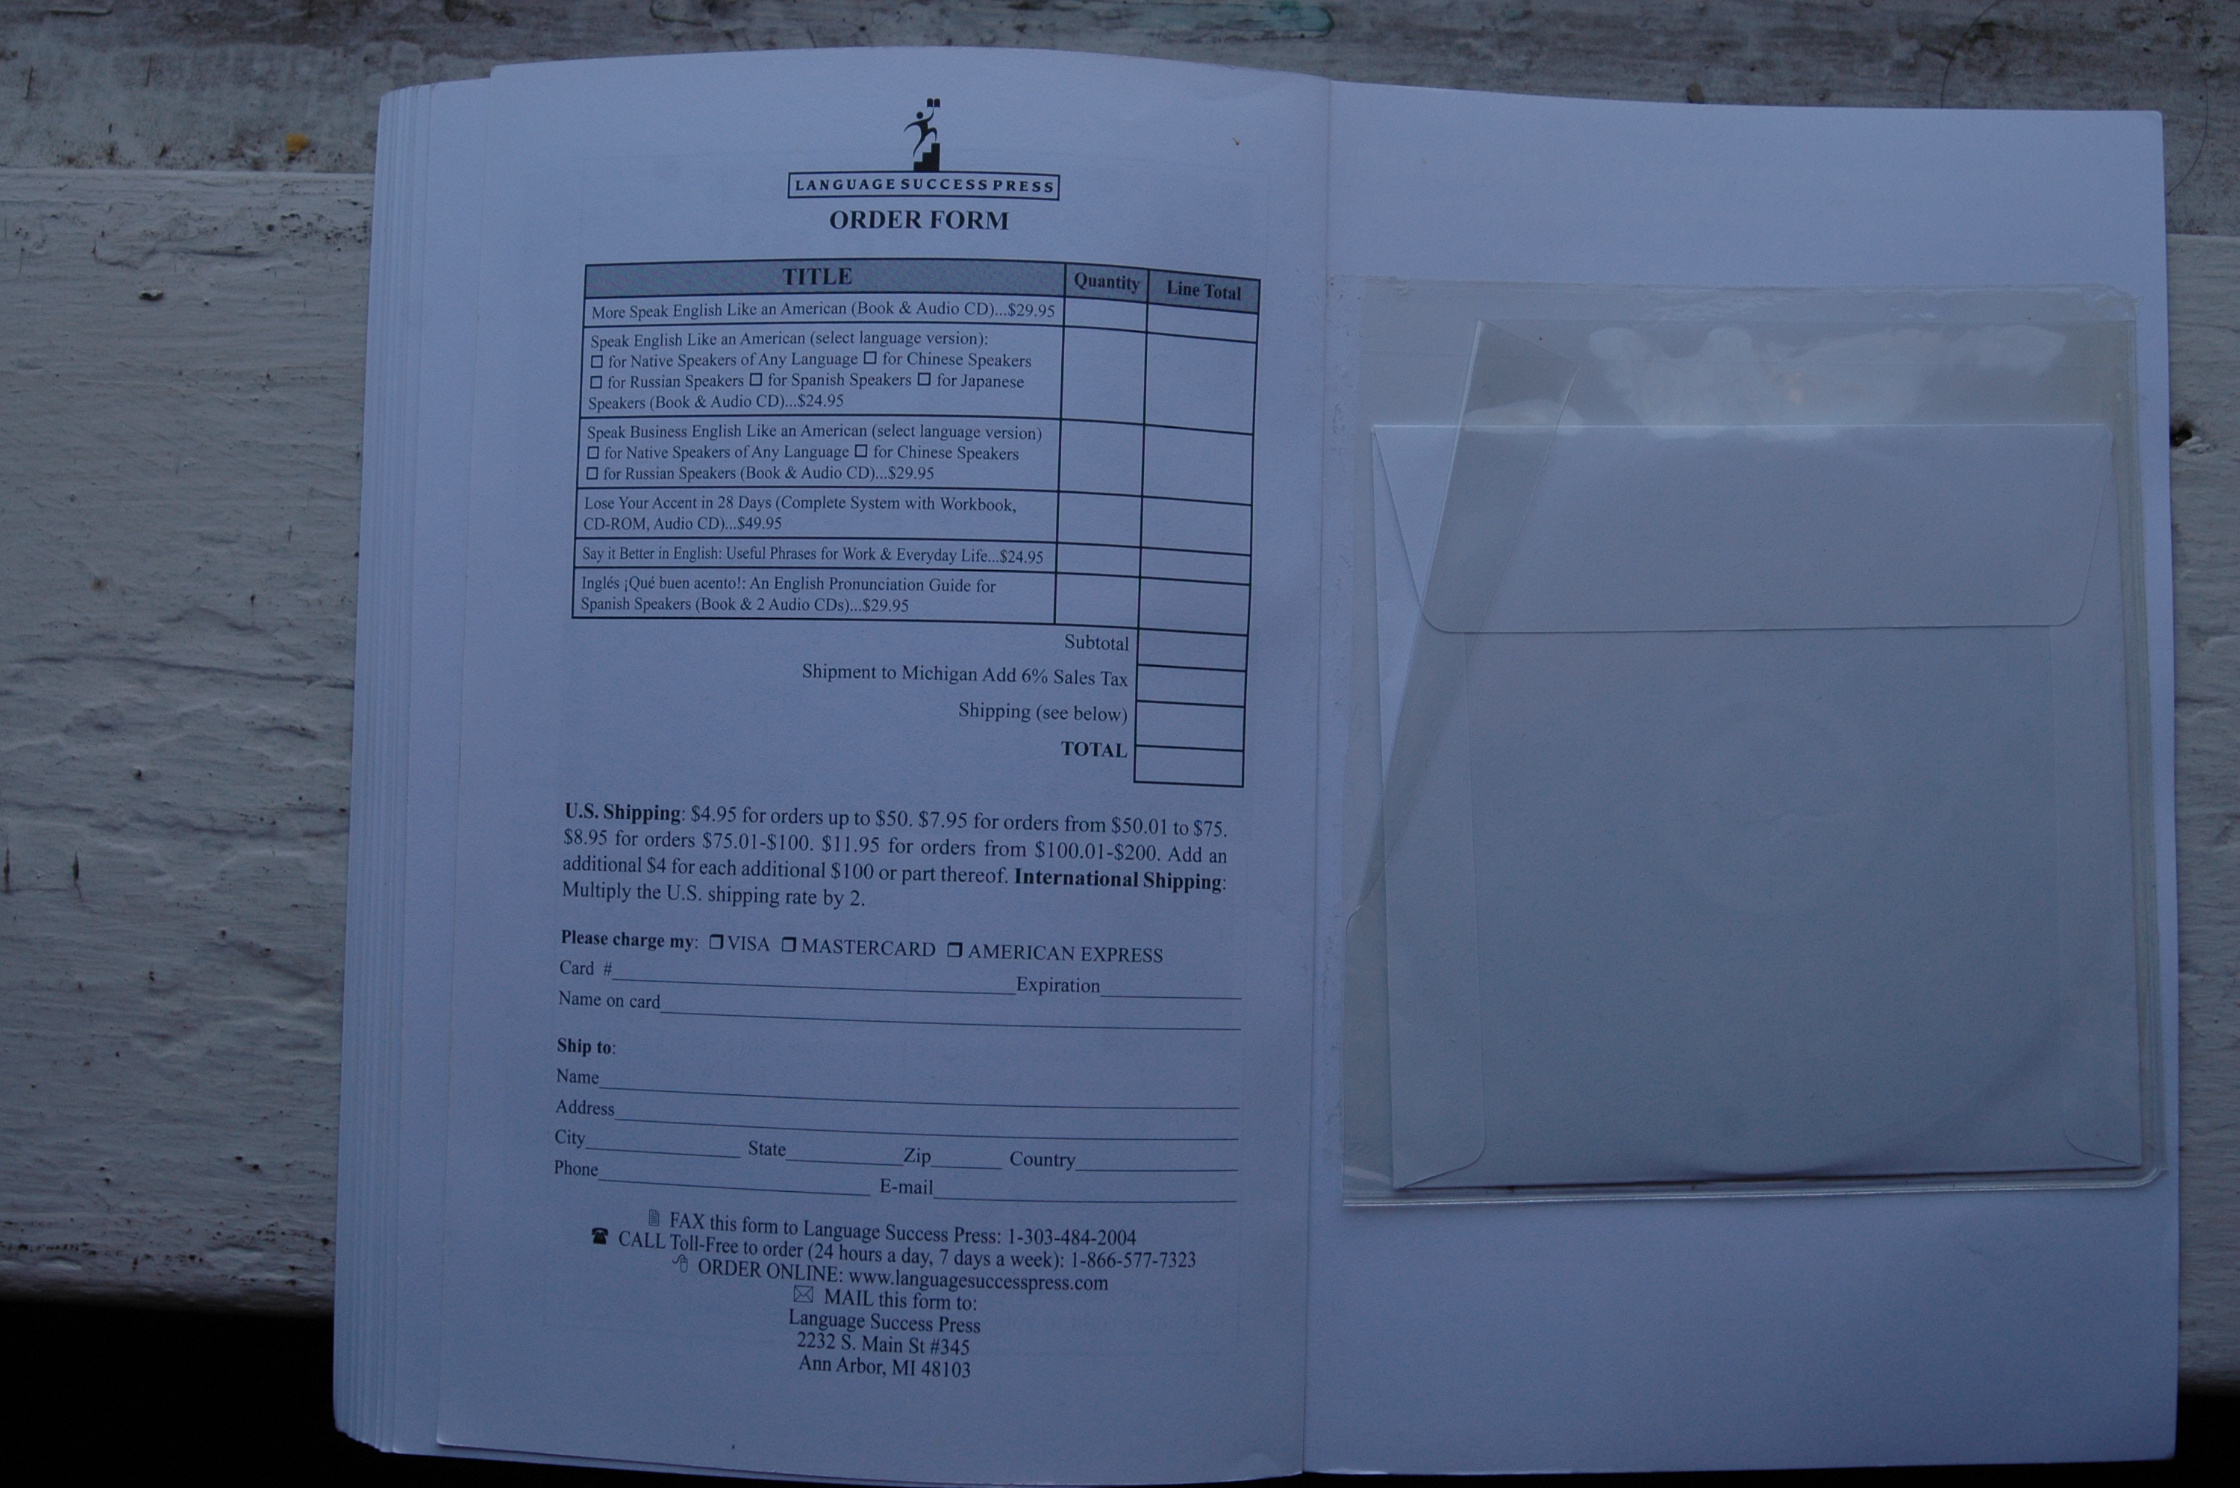 LANGUAGE SUCCESS PRESS
ORDER FORM
TITLE Quantity Line Total
More Speak English Like an American (Book & Audio CD)...$29.95
Speak English Like an American (select language version):
☐ for Native Speakers of Any Language ☐ for Chinese Speakers
☐ for Russian Speakers ☐ for Spanish Speakers ☐ for Japanese
Speakers (Book & Audio CD)...$24.95
Speak Business English Like an American (select language version)
☐ for Native Speakers of Any Language ☐ for Chinese Speakers
☐ for Russian Speakers (Book & Audio CD)...$29.95
Lose Your Accent in 28 Days (Complete System with Workbook,
CD-ROM, Audio CD)...$49.95
Say it Better in English: Useful Phrases for Work & Everyday Life...$24.95
Inglés ¡Qué buen acento!: An English Pronunciation Guide for
Spanish Speakers (Book & 2 Audio CDs)...$29.95
Subtotal
Shipment to Michigan Add 6% Sales Tax
Shipping (see below)
TOTAL
U.S. Shipping: $4.95 for orders up to $50. $7.95 for orders from $50.01 to $75.
$8.95 for orders $75.01-$100. $11.95 for orders from $100.01-$200. Add an
additional $4 for each additional $100 or part thereof. International Shipping:
Multiply the U.S. shipping rate by 2.
Please charge my: ☐ VISA ☐ MASTERCARD ☐ AMERICAN EXPRESS
Card # Expiration
Name on card
Ship to:
Name
Address
City State Zip Country
Phone E-mail
FAX this form to Language Success Press: 1-303-484-2004
CALL Toll-Free to order (24 hours a day, 7 days a week): 1-866-577-7323
ORDER ONLINE: www.languagesuccesspress.com
MAIL this form to:
Language Success Press
2232 S. Main St #345
Ann Arbor, MI 48103